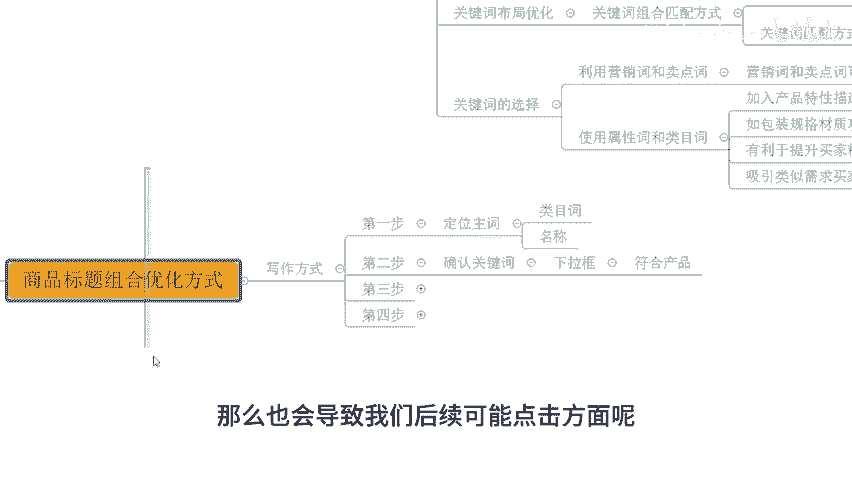 关键词布局优化
关键词组合匹配方式
关键词匹配方式
利用营销词和卖点词
营销词和卖点词
关键词的选择
加入产品特性描
如包装规格材质
使用属性词和类目词
有利于提升买家
吸引类似需求买家
类目词
第一步
定位主词
名称
商品标题组合优化方式
写作方式
第二步
确认关键词
下拉框
符合产品
第三步
第四步
那么也会导致我们后续可能点击方面呢